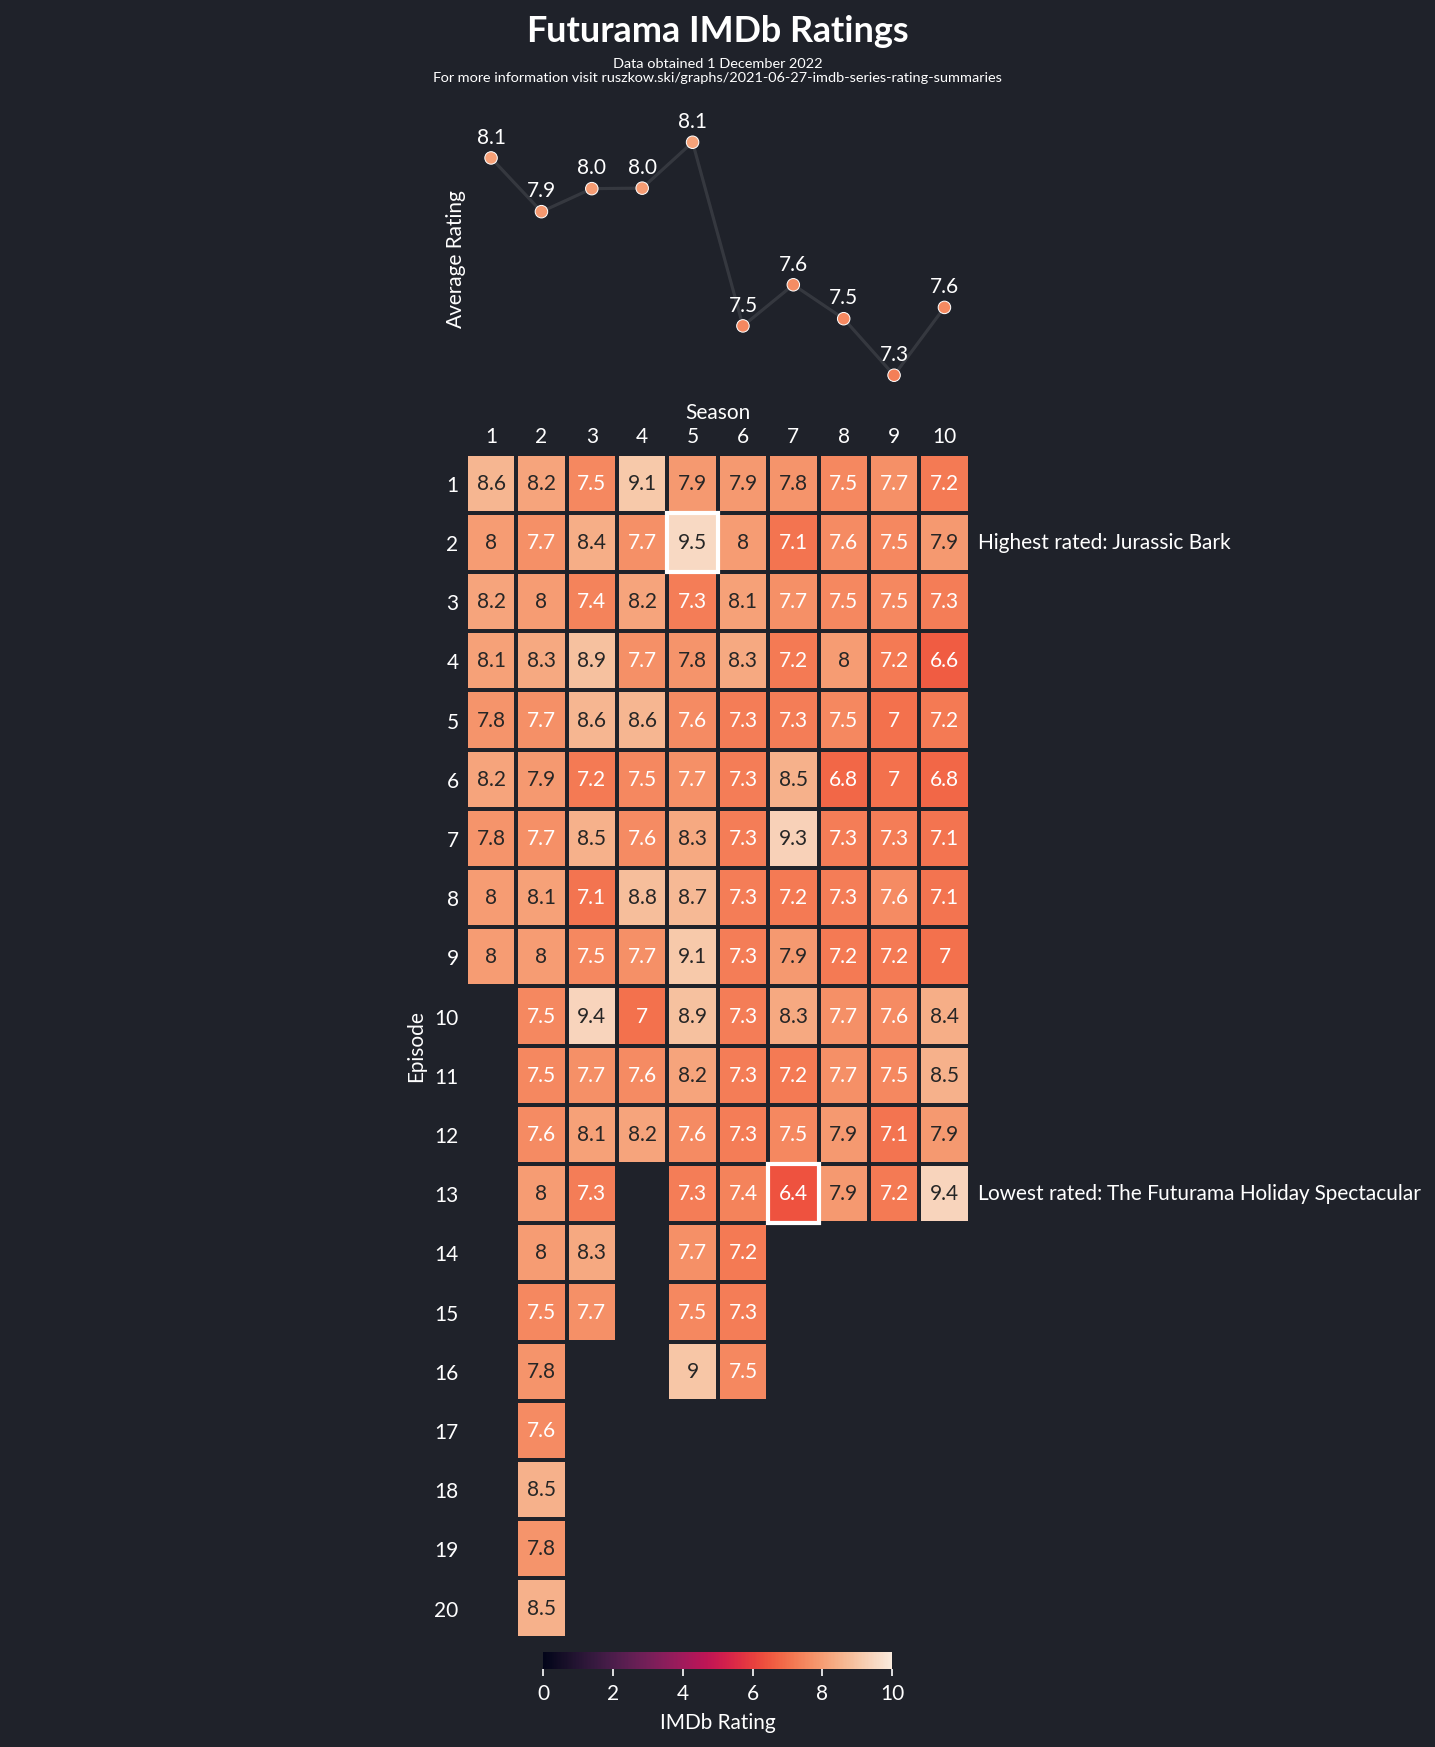 Futurama IMDb Ratings
Data obtained 1 December 2022
For more information visit ruszkow.ski/graphs/2021-06-27-imdb-series-rating-summaries
Average Rating
8.1 7.9 8.0 8.0 8.1 7.5 7.6 7.5 7.3 7.6
Season
1 2 3 4 5 6 7 8 9 10
Episode
1 8.6 8.2 7.5 9.1 7.9 7.9 7.8 7.5 7.7 7.2
2 8 7.7 8.4 7.7 9.5 8 7.1 7.6 7.5 7.9 Highest rated: Jurassic Bark
3 8.2 8 7.4 8.2 7.3 8.1 7.7 7.5 7.5 7.3
4 8.1 8.3 8.9 7.7 7.8 8.3 7.2 8 7.2 6.6
5 7.8 7.7 8.6 8.6 7.6 7.3 7.3 7.5 7 7.2
6 8.2 7.9 7.2 7.5 7.7 7.3 8.5 6.8 7 6.8
7 7.8 7.7 8.5 7.6 8.3 7.3 9.3 7.3 7.3 7.1
8 8 8.1 7.1 8.8 8.7 7.3 7.2 7.3 7.6 7.1
9 8 8 7.5 7.7 9.1 7.3 7.9 7.2 7.2 7
10 7.5 9.4 7 8.9 7.3 8.3 7.7 7.6 8.4
11 7.5 7.7 7.6 8.2 7.3 7.2 7.7 7.5 8.5
12 7.6 8.1 8.2 7.6 7.3 7.5 7.9 7.1 7.9
13 8 7.3 7.3 7.4 6.4 7.9 7.2 9.4 Lowest rated: The Futurama Holiday Spectacular
14 8 8.3 7.7 7.2
15 7.5 7.7 7.5 7.3
16 7.8 9 7.5
17 7.6
18 8.5
19 7.8
20 8.5
0 2 4 6 8 10
IMDb Rating